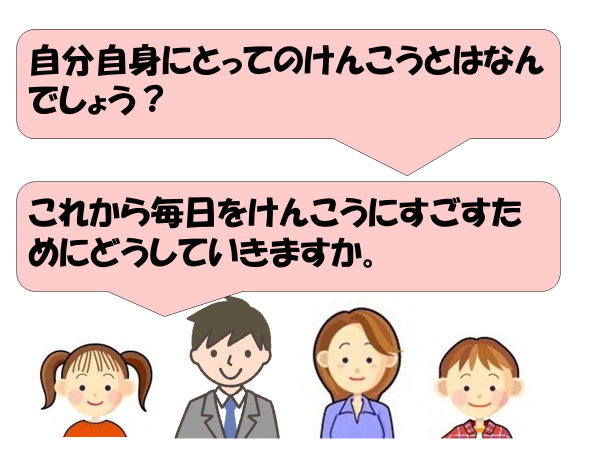 自分自身にとってのけんこうとはなん
でしょう？
これから毎日をけんこうにすごすた
めにどうしていきますか。